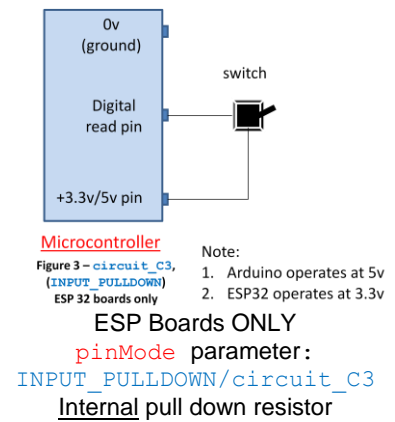 0v
(ground)
switch
Digital
read pin
+3.3v/5v pin
Microcontroller
Figure 3 – circuit_C3,
(INPUT_PULLDOWN)
ESP 32 boards only
Note:
1. Arduino operates at 5v
2. ESP32 operates at 3.3v
ESP Boards ONLY
pinMode parameter:
INPUT_PULLDOWN/circuit_C3
Internal pull down resistor